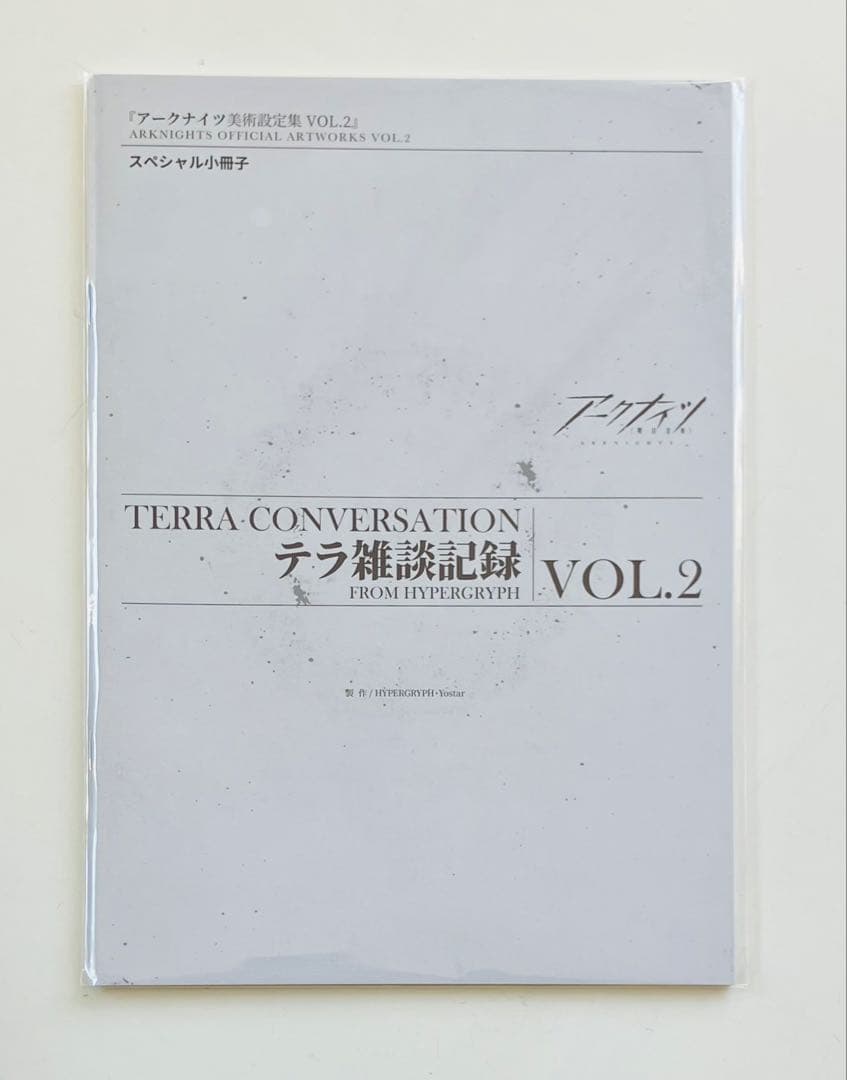 『アークナイツ美術設定集 VOL.2』
ARKNIGHTS OFFICIAL ARTWORKS VOL.2
スペシャル小冊子
アークナイツ
TERRA CONVERSATION
テラ雑談記録
FROM HYPERGRYPH
VOL.2
製 作 / HYPERGRYPH・Yostar